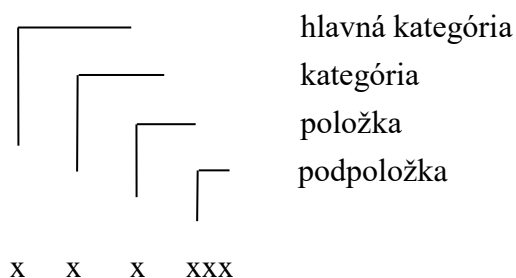 hlavná kategória
kategória
položka
podpoložka
x x x xxx